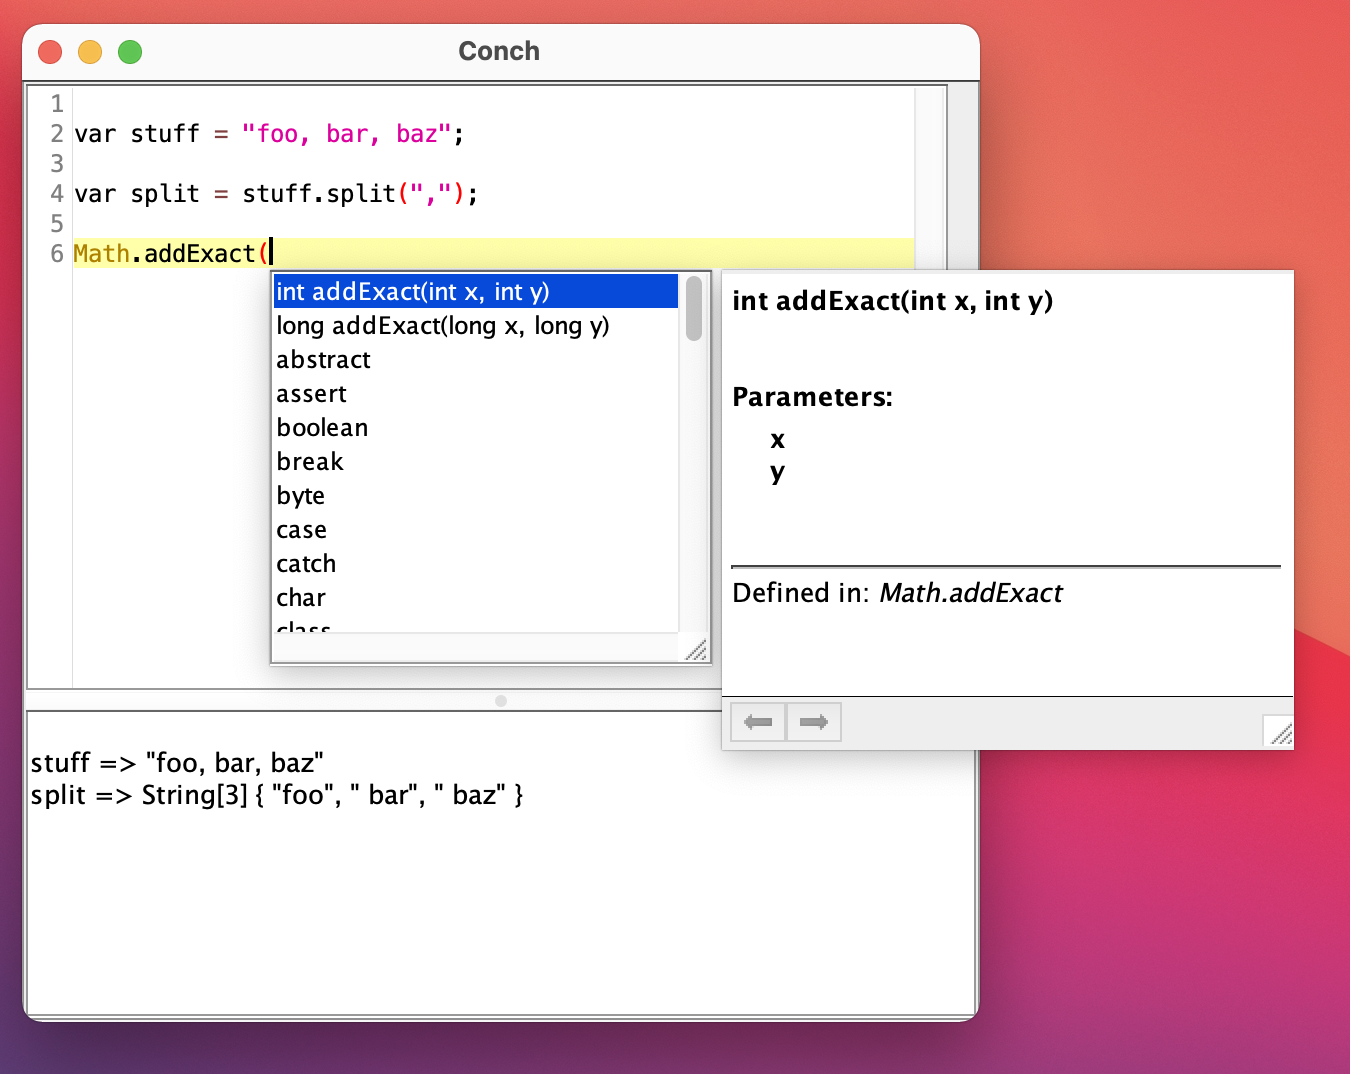 Conch
1
2 var stuff = "foo, bar, baz";
3
4 var split = stuff.split(",");
5
6 Math.addExact(
int addExact(int x, int y)
long addExact(long x, long y)
abstract
assert
boolean
break
byte
case
catch
char
class
int addExact(int x, int y)
Parameters:
x
y
Defined in: Math.addExact
stuff => "foo, bar, baz"
split => String[3] { "foo", " bar", " baz" }